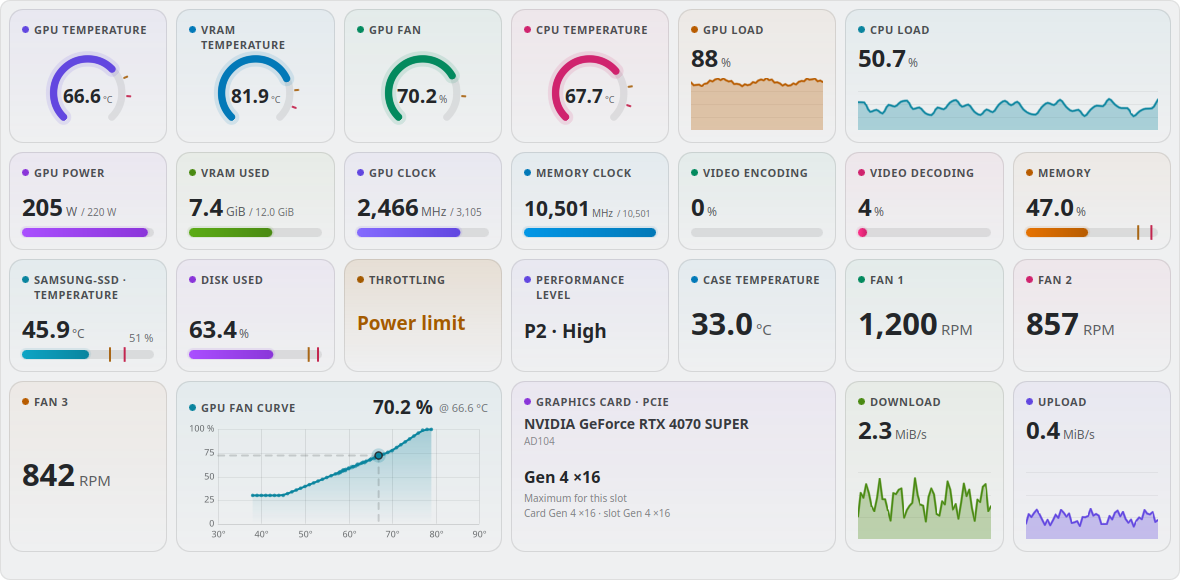 GPU TEMPERATURE
66.6 °C
VRAM
TEMPERATURE
81.9 °C
GPU FAN
70.2 %
CPU TEMPERATURE
67.7 °C
GPU LOAD
88 %
CPU LOAD
50.7 %
GPU POWER
205 W / 220 W
VRAM USED
7.4 GiB / 12.0 GiB
GPU CLOCK
2,466 MHz / 3,105
MEMORY CLOCK
10,501 MHz / 10,501
VIDEO ENCODING
0 %
VIDEO DECODING
4 %
MEMORY
47.0 %
SAMSUNG-SSD ·
TEMPERATURE
45.9 °C
51 %
DISK USED
63.4 %
THROTTLING
Power limit
PERFORMANCE
LEVEL
P2 · High
CASE TEMPERATURE
33.0 °C
FAN 1
1,200 RPM
FAN 2
857 RPM
FAN 3
842 RPM
GPU FAN CURVE
70.2 % @ 66.6 °C
100 %
75
50
25
0
30° 40° 50° 60° 70° 80° 90°
GRAPHICS CARD · PCIE
NVIDIA GeForce RTX 4070 SUPER
AD104
Gen 4 ×16
Maximum for this slot
Card Gen 4 ×16 · slot Gen 4 ×16
DOWNLOAD
2.3 MiB/s
UPLOAD
0.4 MiB/s